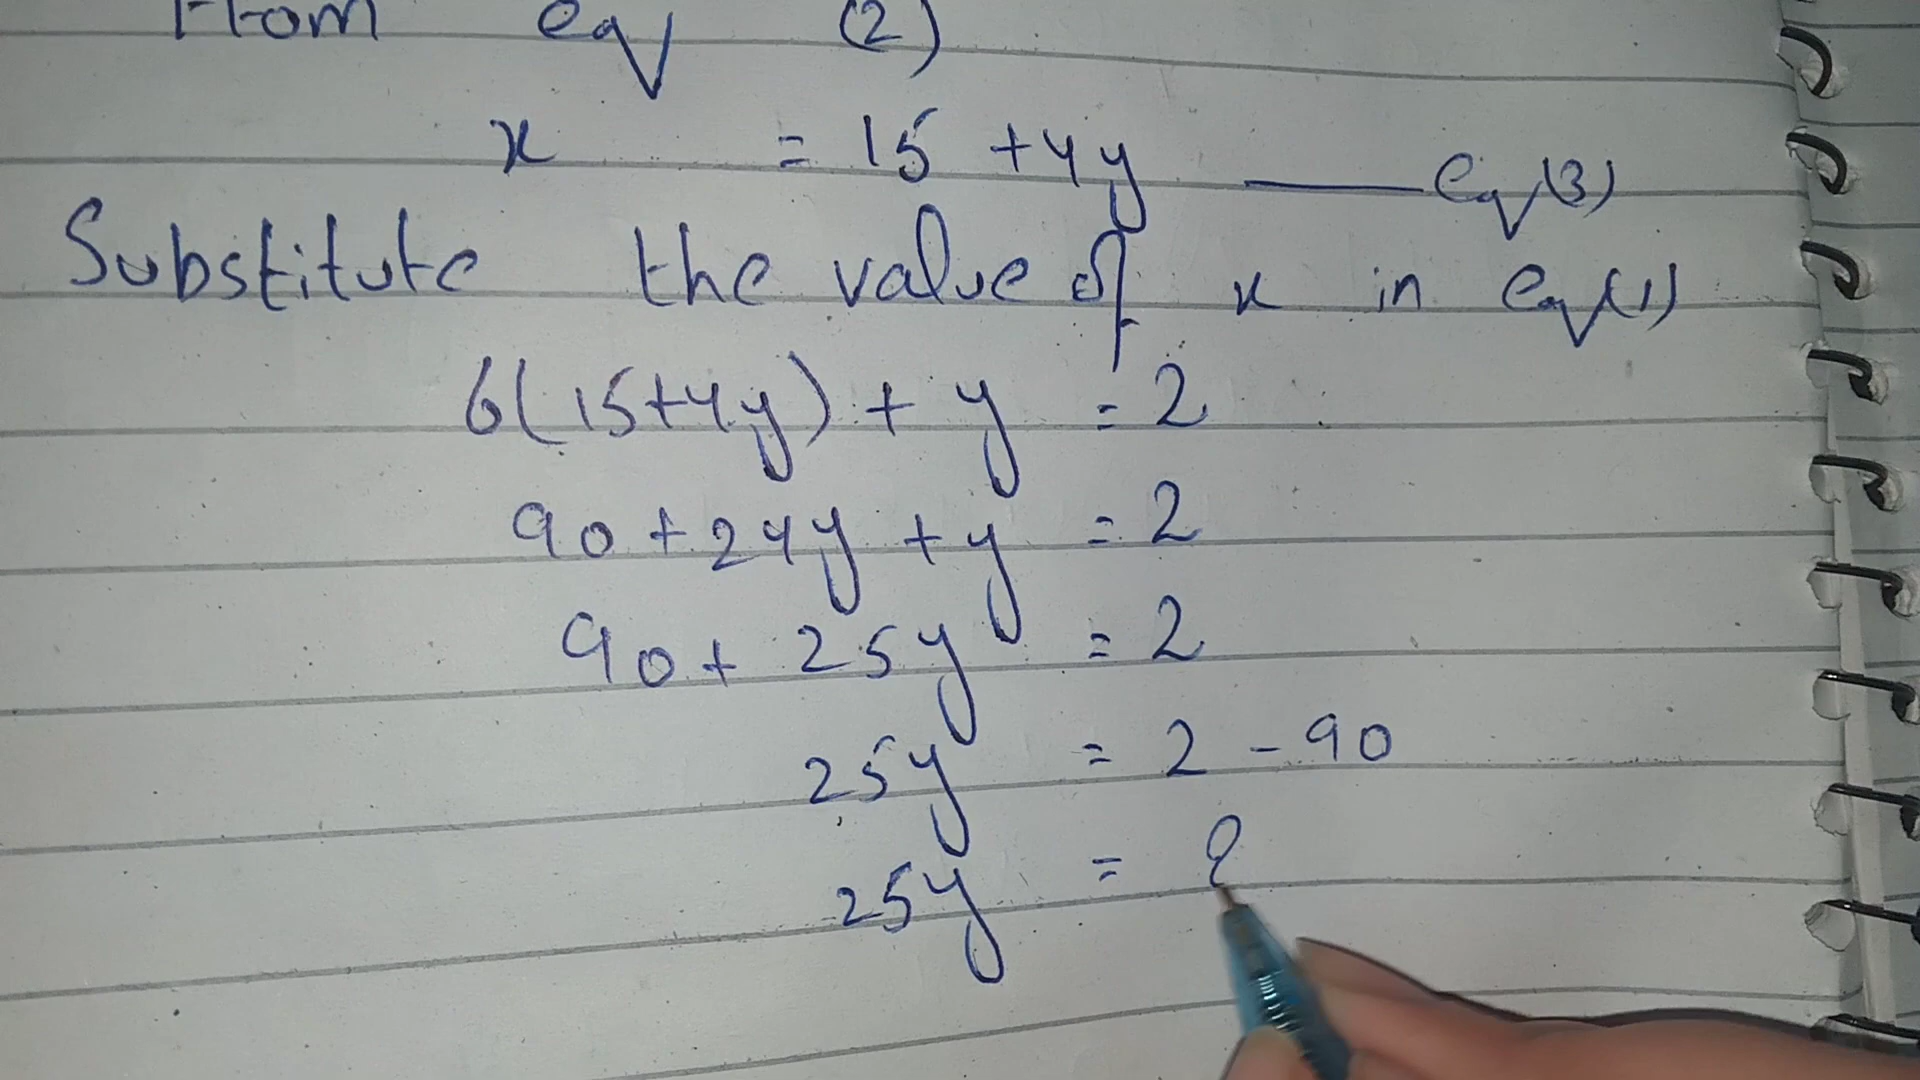 From eq (2)
x = 15 + 4y —— eq(3)
Substitute the value of x in eq(1)
6(15+4y) + y = 2
90 + 24y + y = 2
90 + 25y = 2
25y = 2 - 90
25y =